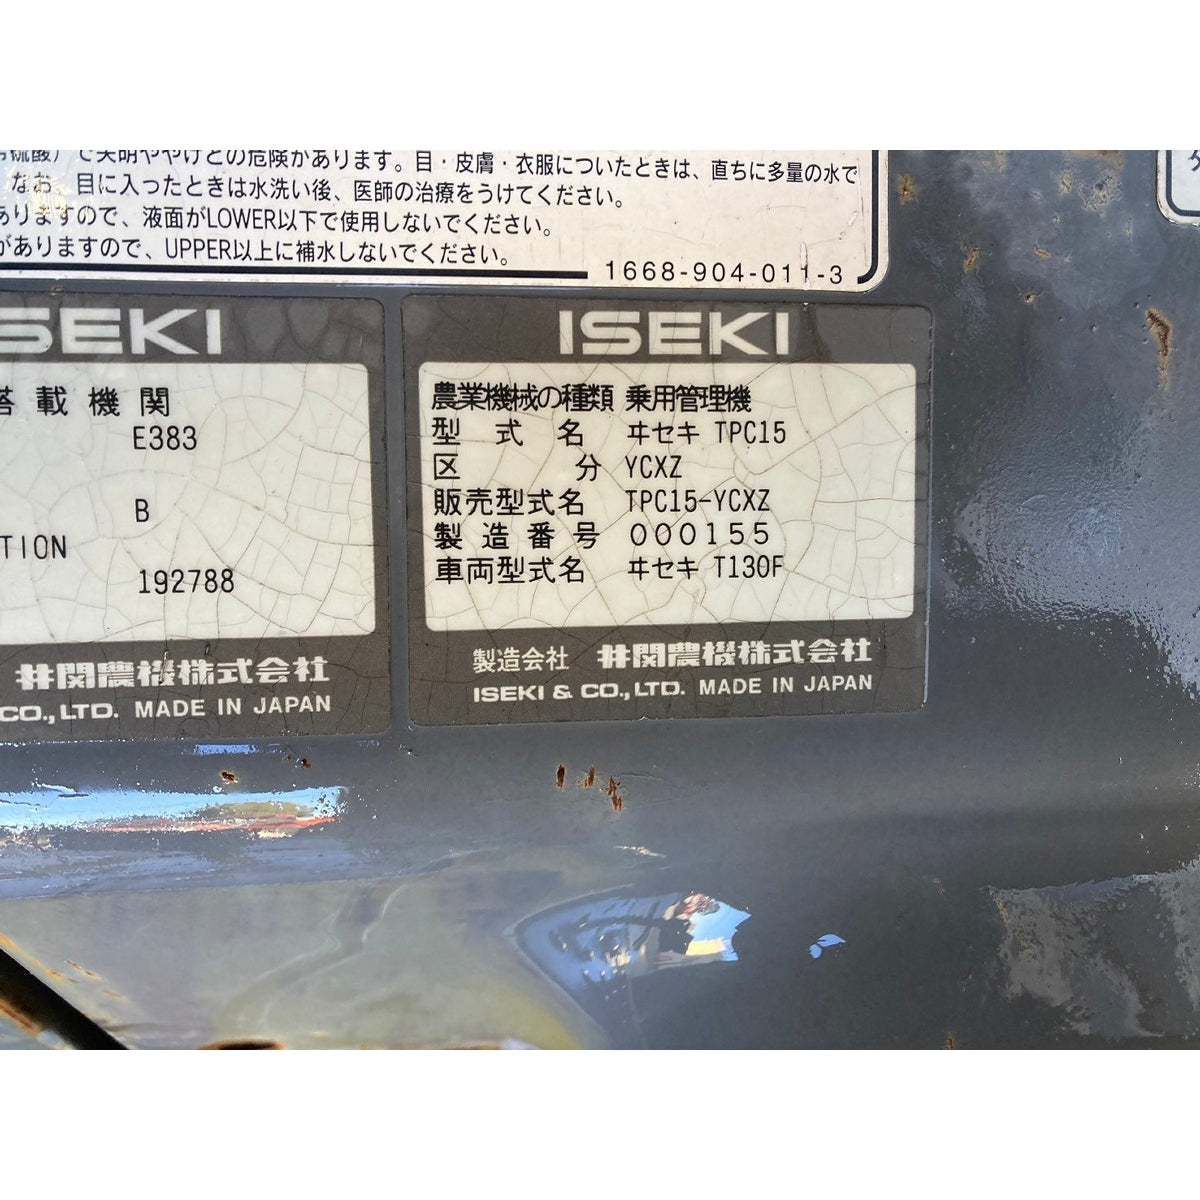 で失明ややけどの危険があります。目・皮膚・衣服についたときは、直ちに多量の水で
なお、目に入ったときは水洗い後、医師の治療をうけてください。
ありますので、液面がLOWER以下で使用しないでください。
がありますので、UPPER以上に補水しないでください。
1668-904-011-3
SEKI
搭載機関
E383
B
TION
192788
井関農機株式会社
CO.,LTD. MADE IN JAPAN
ISEKI
農業機械の種類 乗用管理機
型式名 ヰセキ TPC15
区分 YCXZ
販売型式名 TPC15-YCXZ
製造番号 000155
車両型式名 ヰセキ T130F
製造会社 井関農機株式会社
ISEKI & CO.,LTD. MADE IN JAPAN